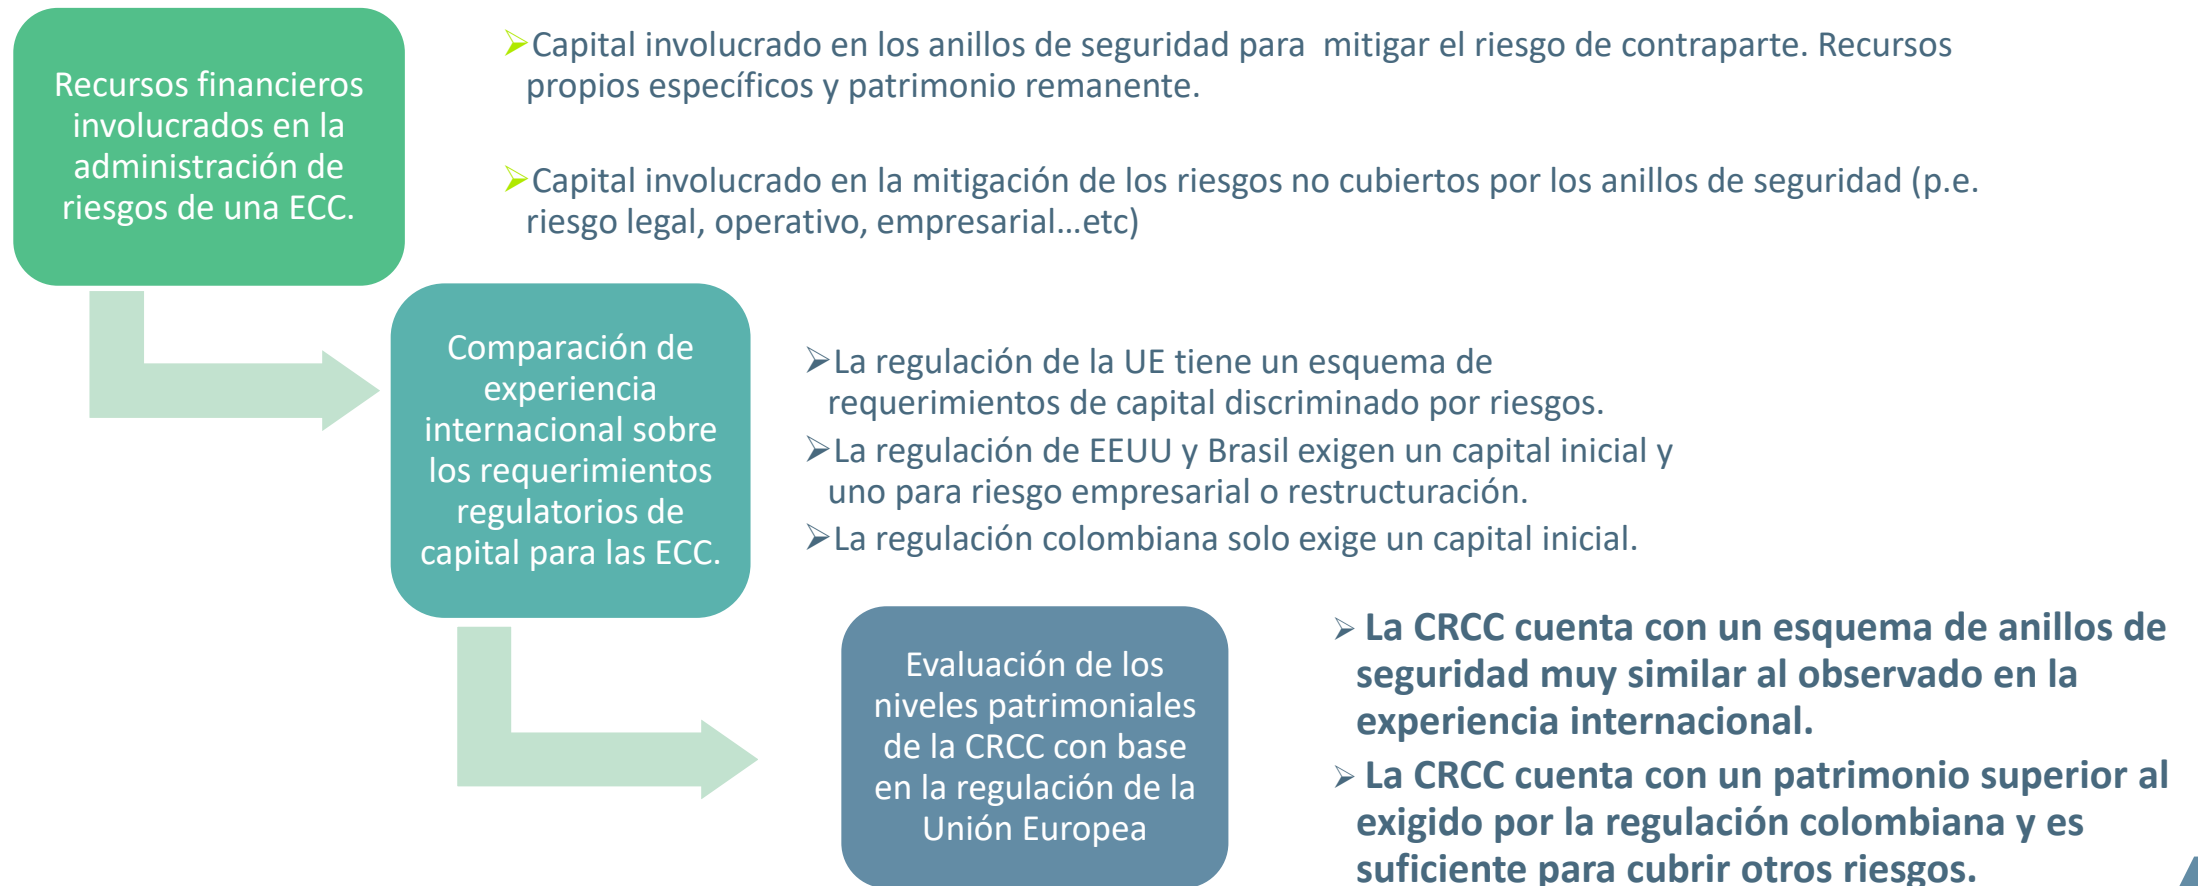 Recursos financieros
involucrados en la
administración de
riesgos de una ECC.
➢Capital involucrado en los anillos de seguridad para  mitigar el riesgo de contraparte. Recursos
propios específicos y patrimonio remanente.
➢Capital involucrado en la mitigación de los riesgos no cubiertos por los anillos de seguridad (p.e.
riesgo legal, operativo, empresarial…etc)
Comparación de
experiencia
internacional sobre
los requerimientos
regulatorios de
capital para las ECC.
➢La regulación de la UE tiene un esquema de
requerimientos de capital discriminado por riesgos.
➢La regulación de EEUU y Brasil exigen un capital inicial y
uno para riesgo empresarial o restructuración.
➢La regulación colombiana solo exige un capital inicial.
Evaluación de los
niveles patrimoniales
de la CRCC con base
en la regulación de la
Unión Europea
➢ La CRCC cuenta con un esquema de anillos de
seguridad muy similar al observado en la
experiencia internacional.
➢ La CRCC cuenta con un patrimonio superior al
exigido por la regulación colombiana y es
suficiente para cubrir otros riesgos.